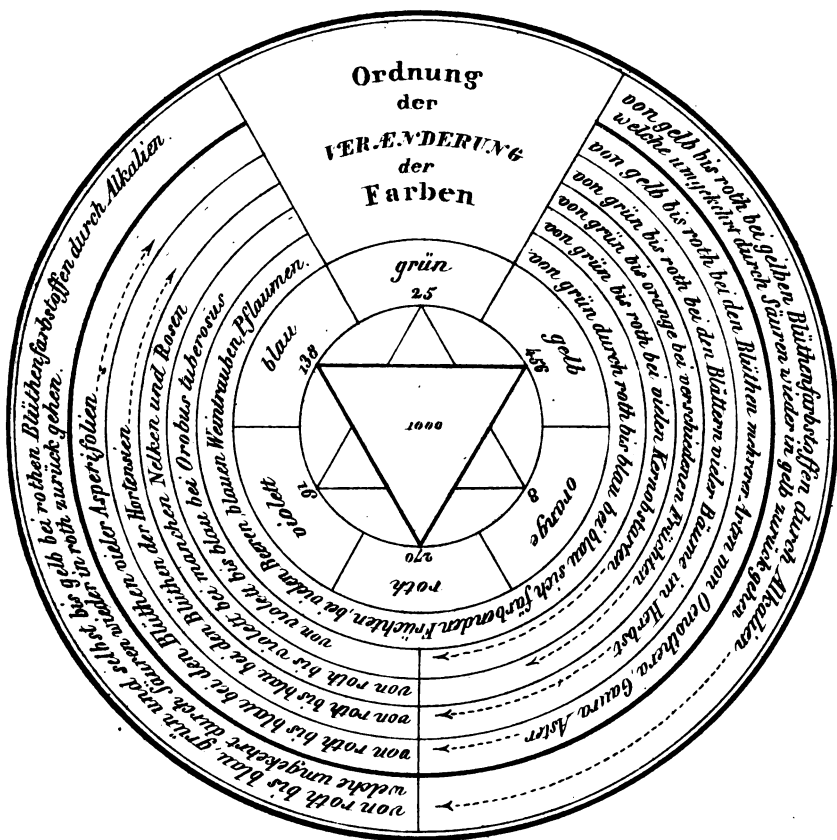 Ordnung
der
VERÆNDERUNG
der
Farben
grün
25
gelb
456
orange
8
roth
270
violett
91
blau
138
1000
von gelb bis roth bei gelben Blüthenfarbstoffen durch Alkalien
welche umgekehrt durch Säuren wieder in gelb zurück gehen
von gelb bis roth bei den Blüthen mehrerer Arten von Oenothera, Gaura, Aster
von grün bis roth bei den Blättern vieler Bäume im Herbst
von grün bis orange bei verschiedenen Früchten
von grün bis roth bei vielen Kernobstarten
von grün durch roth bis blau bei blau sich färbenden Früchten, bei vielen Beeren, blauen Weintrauben, Pflaumen.
von violett bis blau bei Orobus tuberosus
von roth bis violett bei manchen Nelken und Rosen
von roth bis blau bei den Blüthen der Hortensien
von roth bis blau bei den Blüthen vieler Asperifolien
von roth bis blau, grün und selbst bis gelb bei rothen Blüthenfarbstoffen durch Alkalien.
welche umgekehrt durch Säuren wieder in roth zurück gehen.